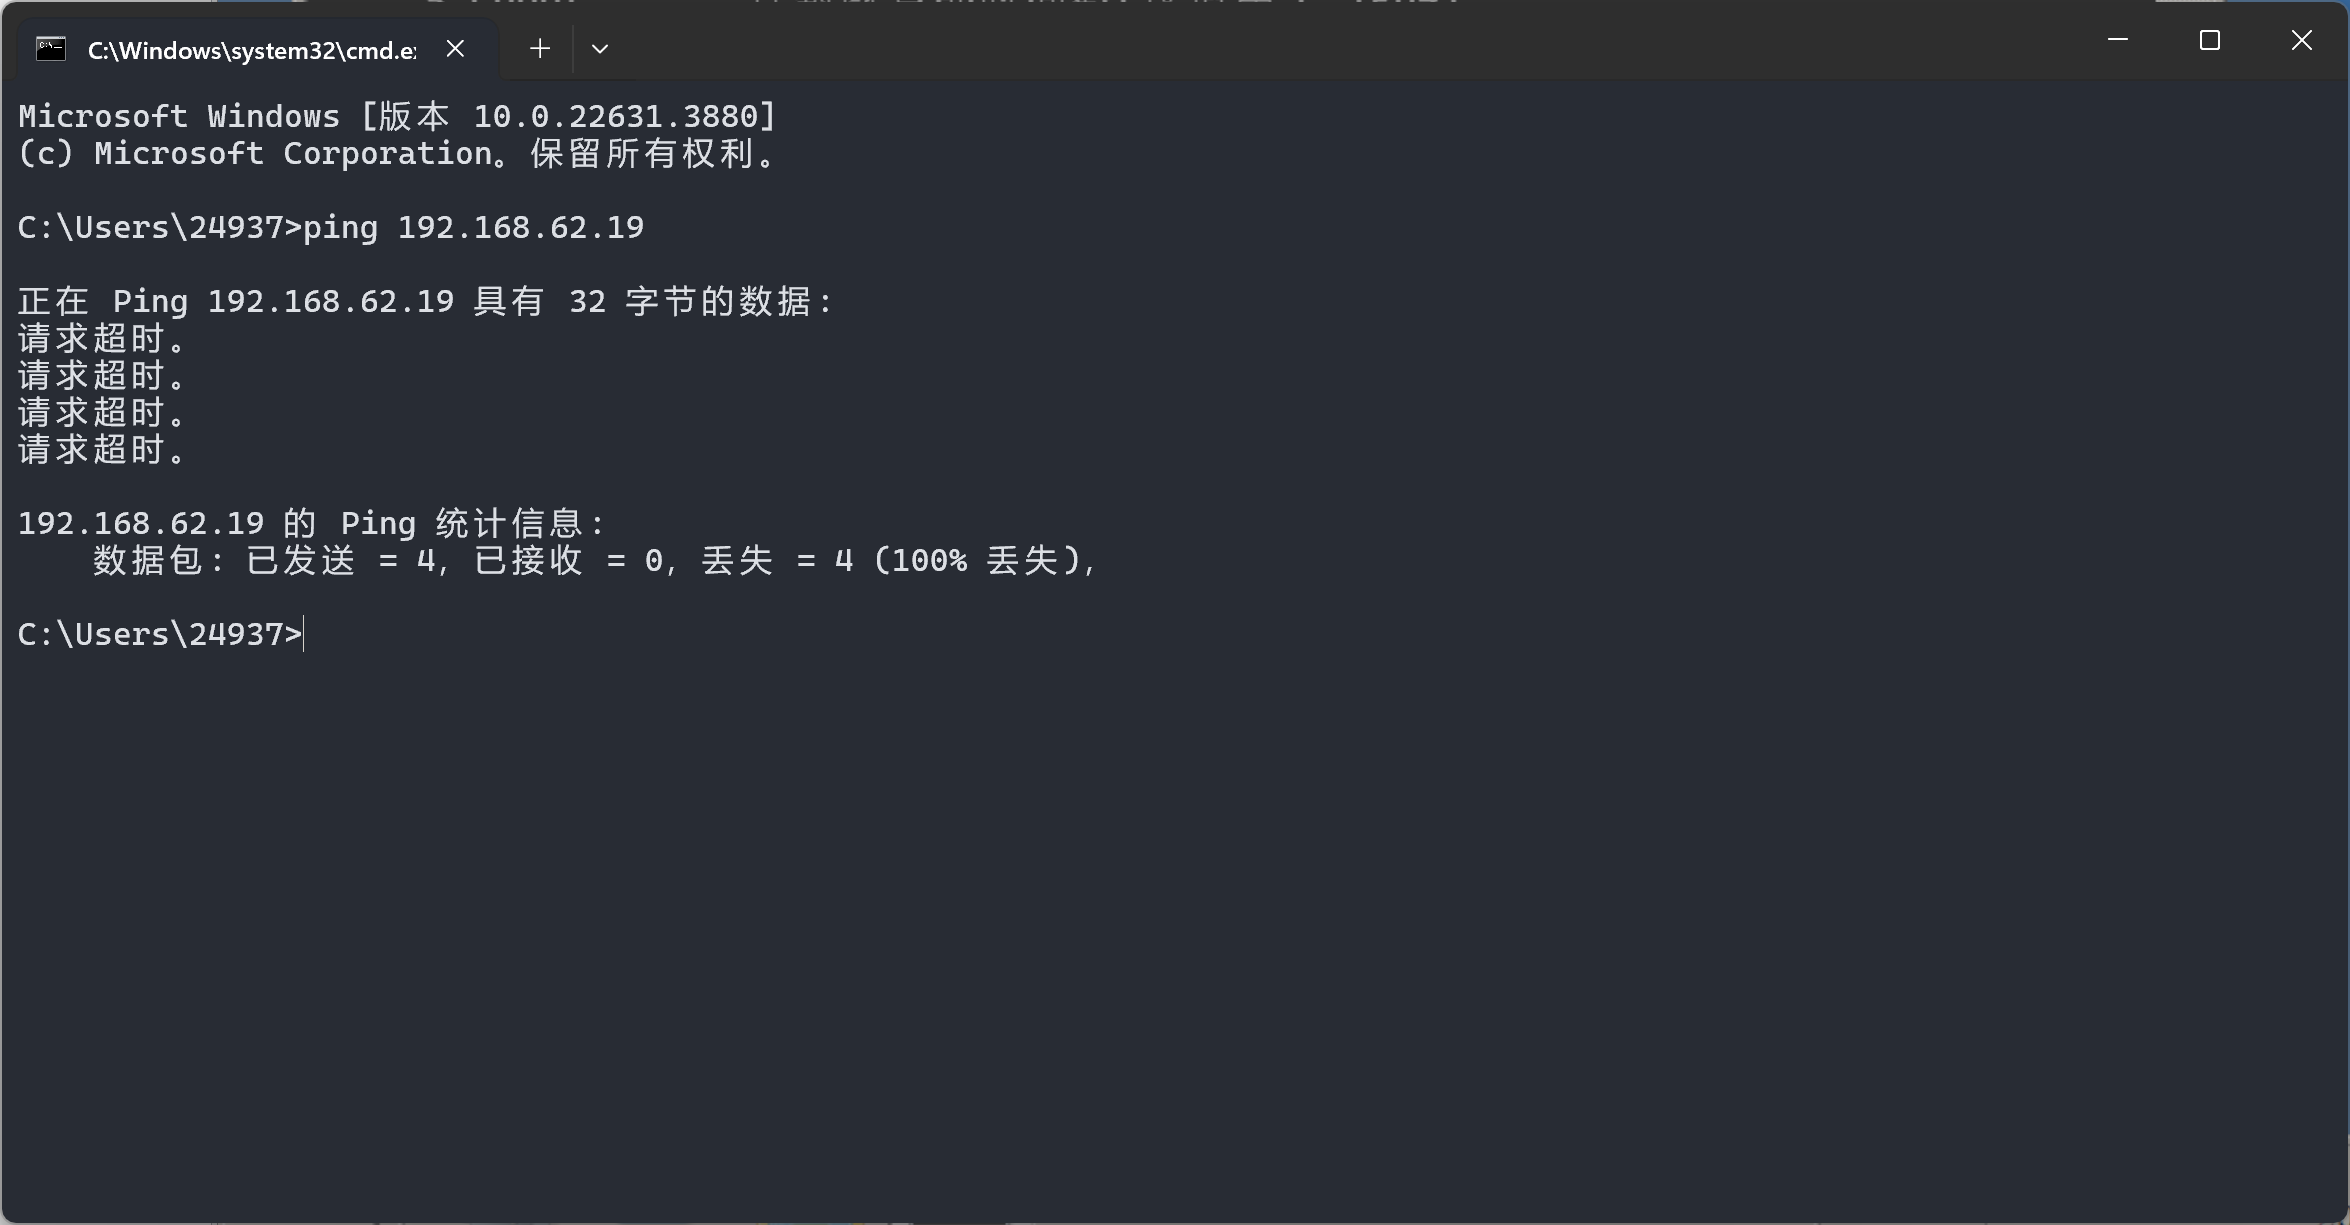 C:\Windows\system32\cmd.e
Microsoft Windows [版本 10.0.22631.3880]
(c) Microsoft Corporation。保留所有权利。
C:\Users\24937>ping 192.168.62.19
正在 Ping 192.168.62.19 具有 32 字节的数据:
请求超时。
请求超时。
请求超时。
请求超时。
192.168.62.19 的 Ping 统计信息:
数据包: 已发送 = 4, 已接收 = 0, 丢失 = 4 (100% 丢失),
C:\Users\24937>